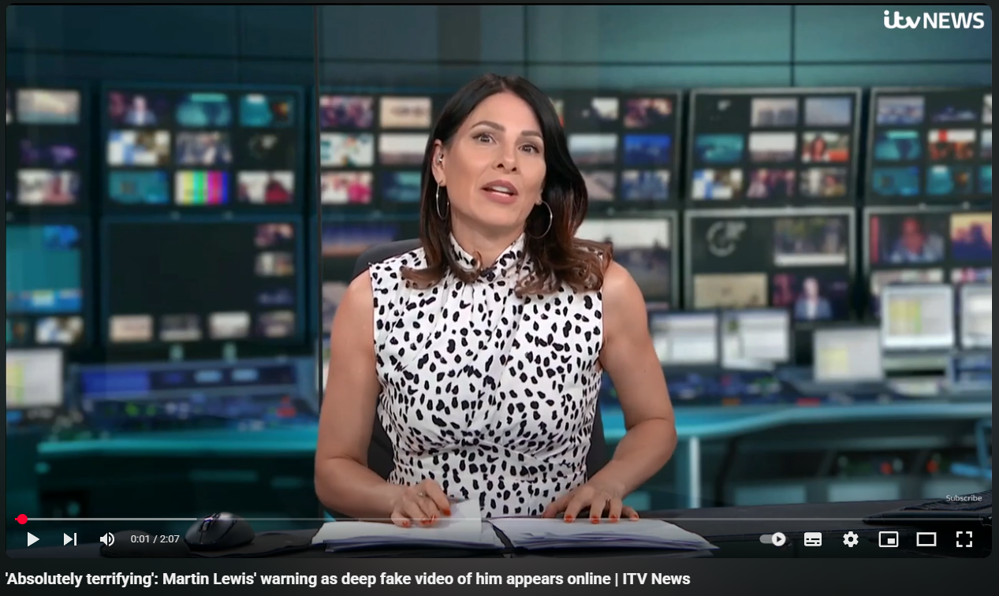 itv NEWS
Subscribe
0:01 / 2:07
'Absolutely terrifying': Martin Lewis' warning as deep fake video of him appears online | ITV News